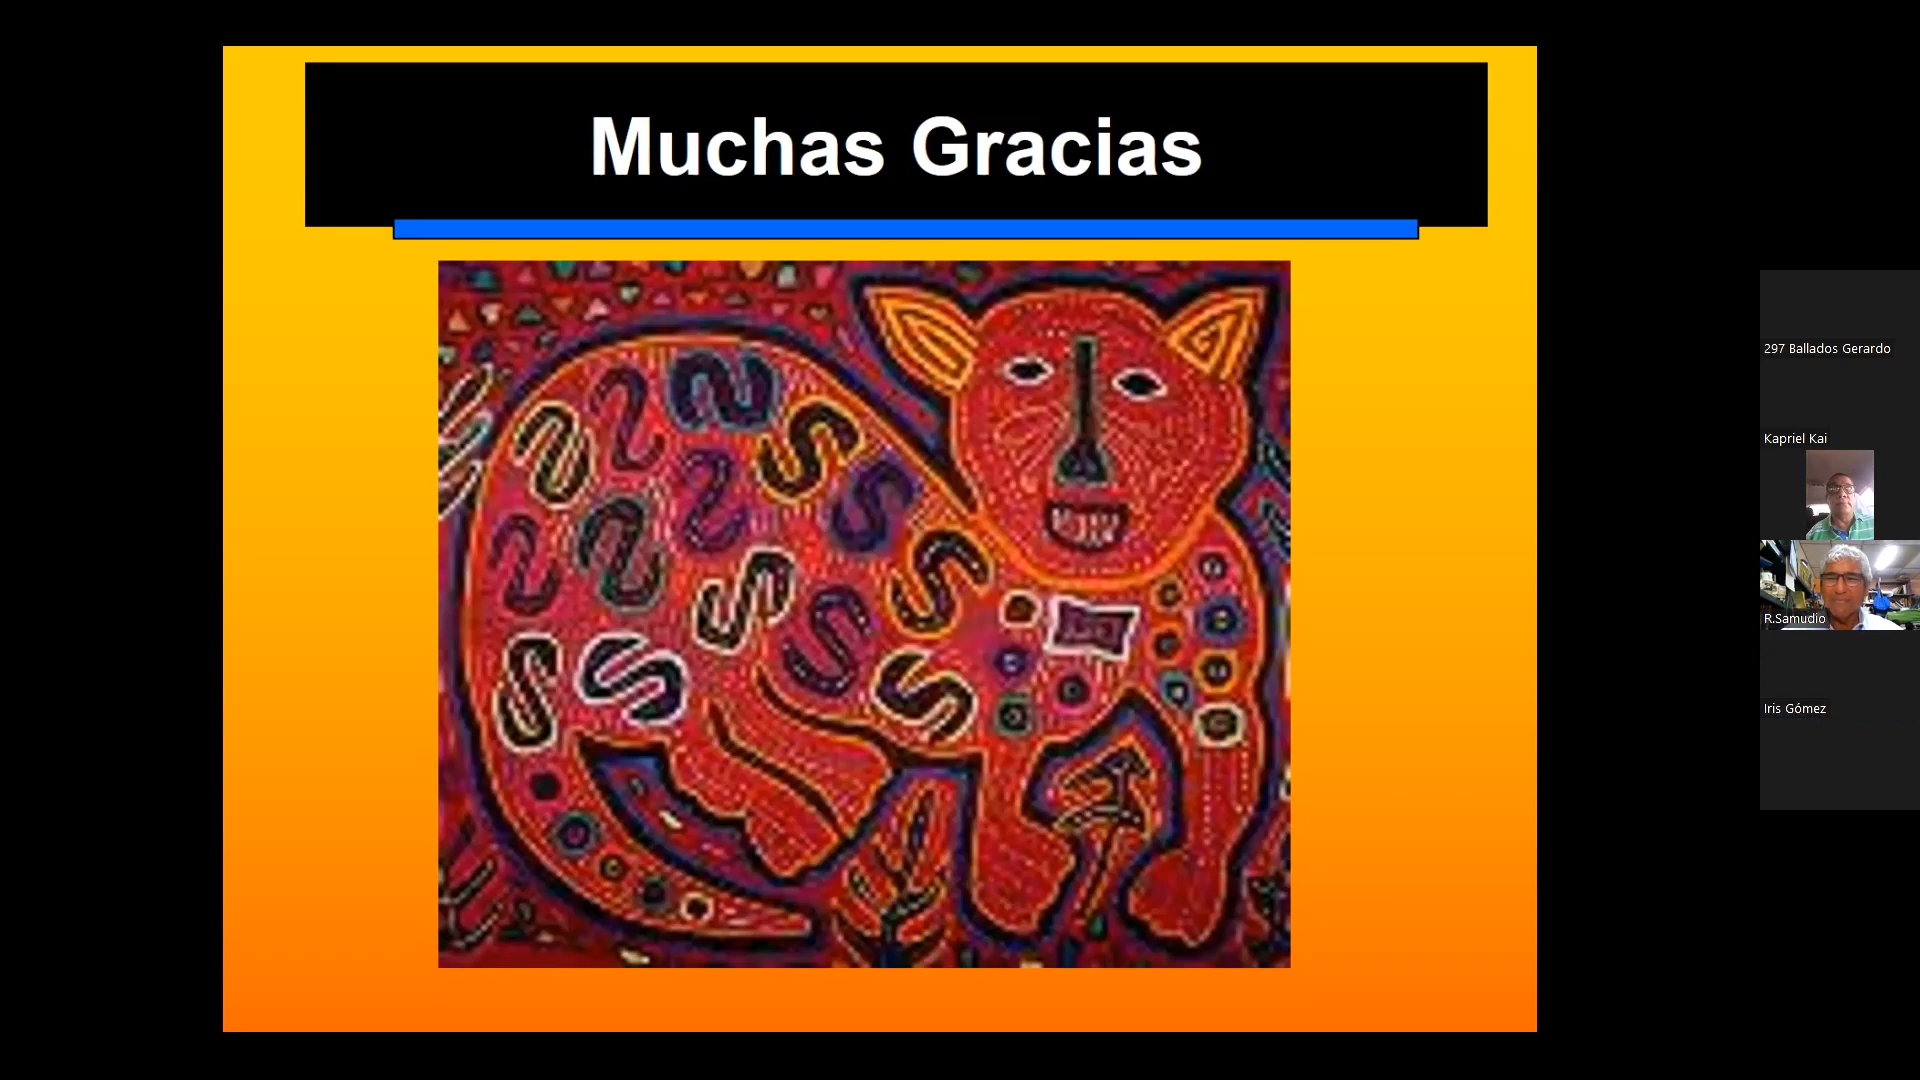 Muchas Gracias
297 Ballados Gerardo
Kapriel Kai
R.Samudio
Iris Gómez